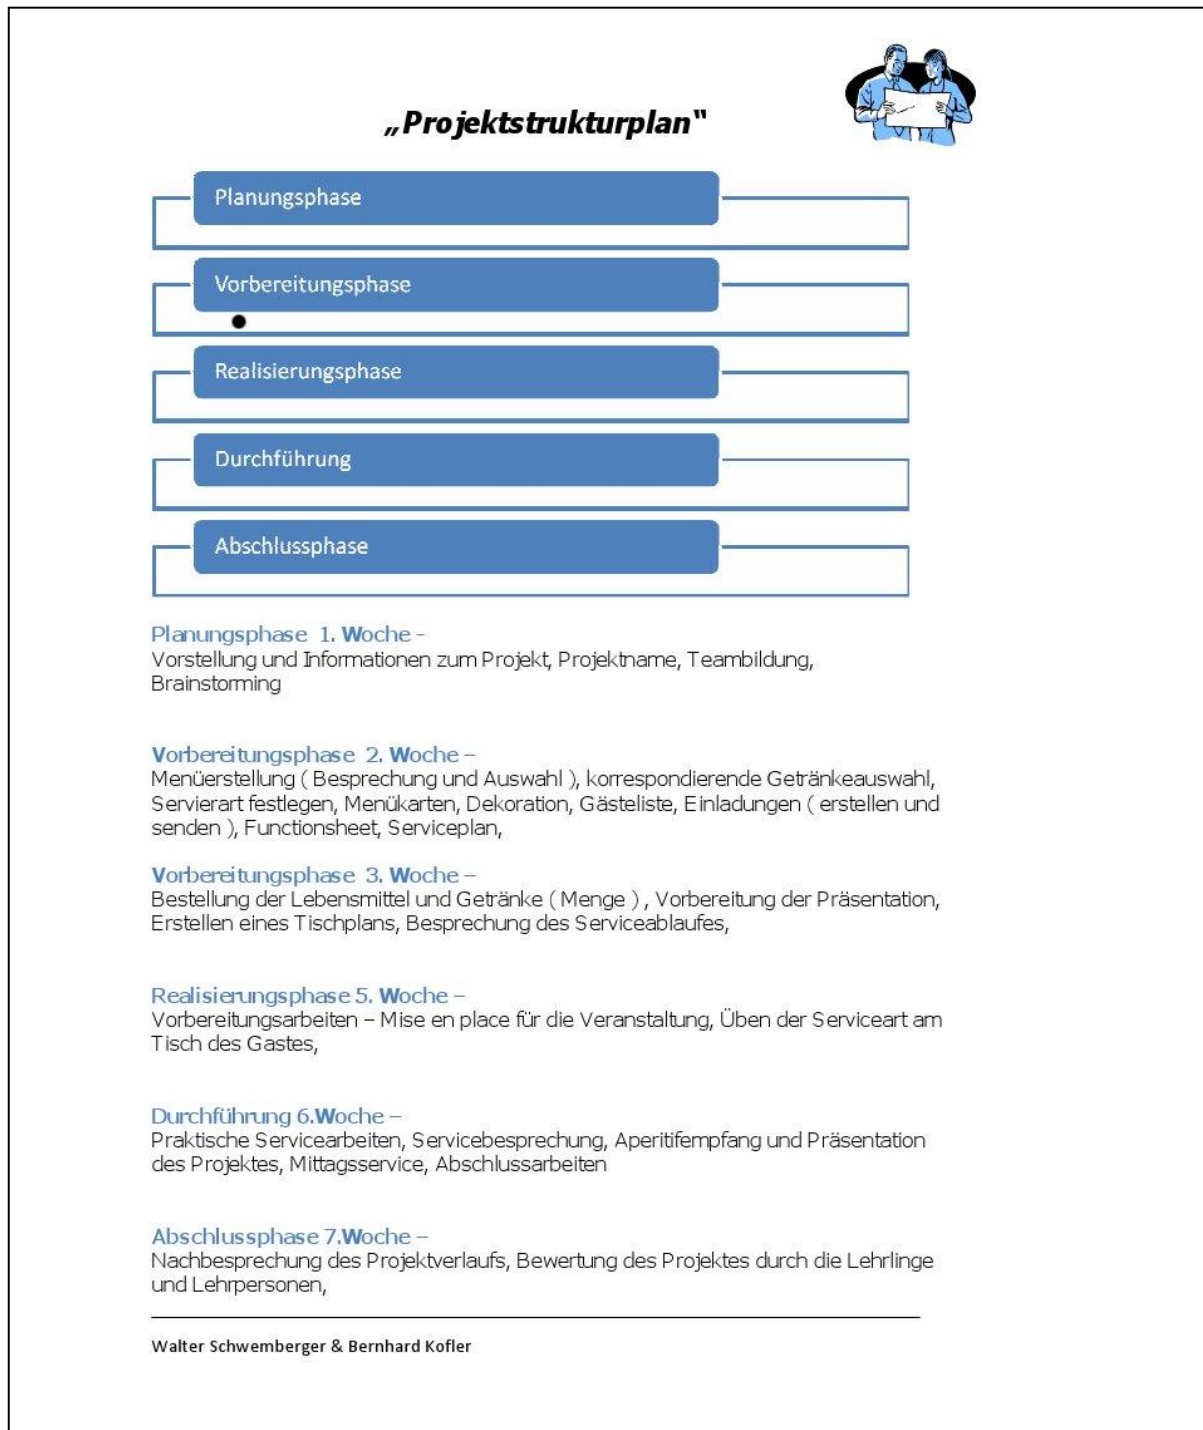 „Projektstrukturplan“
Planungsphase
Vorbereitungsphase
Realisierungsphase
Durchführung
Abschlussphase
Planungsphase 1. Woche -
Vorstellung und Informationen zum Projekt, Projektname, Teambildung,
Brainstorming
Vorbereitungsphase 2. Woche –
Menüerstellung ( Besprechung und Auswahl ), korrespondierende Getränkeauswahl,
Servierart festlegen, Menükarten, Dekoration, Gästeliste, Einladungen ( erstellen und
senden ), Functionsheet, Serviceplan,
Vorbereitungsphase 3. Woche –
Bestellung der Lebensmittel und Getränke ( Menge ) , Vorbereitung der Präsentation,
Erstellen eines Tischplans, Besprechung des Serviceablaufes,
Realisierungsphase 5. Woche –
Vorbereitungsarbeiten – Mise en place für die Veranstaltung, Üben der Serviceart am
Tisch des Gastes,
Durchführung 6.Woche –
Praktische Servicearbeiten, Servicebesprechung, Aperitifempfang und Präsentation
des Projektes, Mittagsservice, Abschlussarbeiten
Abschlussphase 7.Woche –
Nachbesprechung des Projektverlaufs, Bewertung des Projektes durch die Lehrlinge
und Lehrpersonen,
Walter Schwemberger & Bernhard Kofler